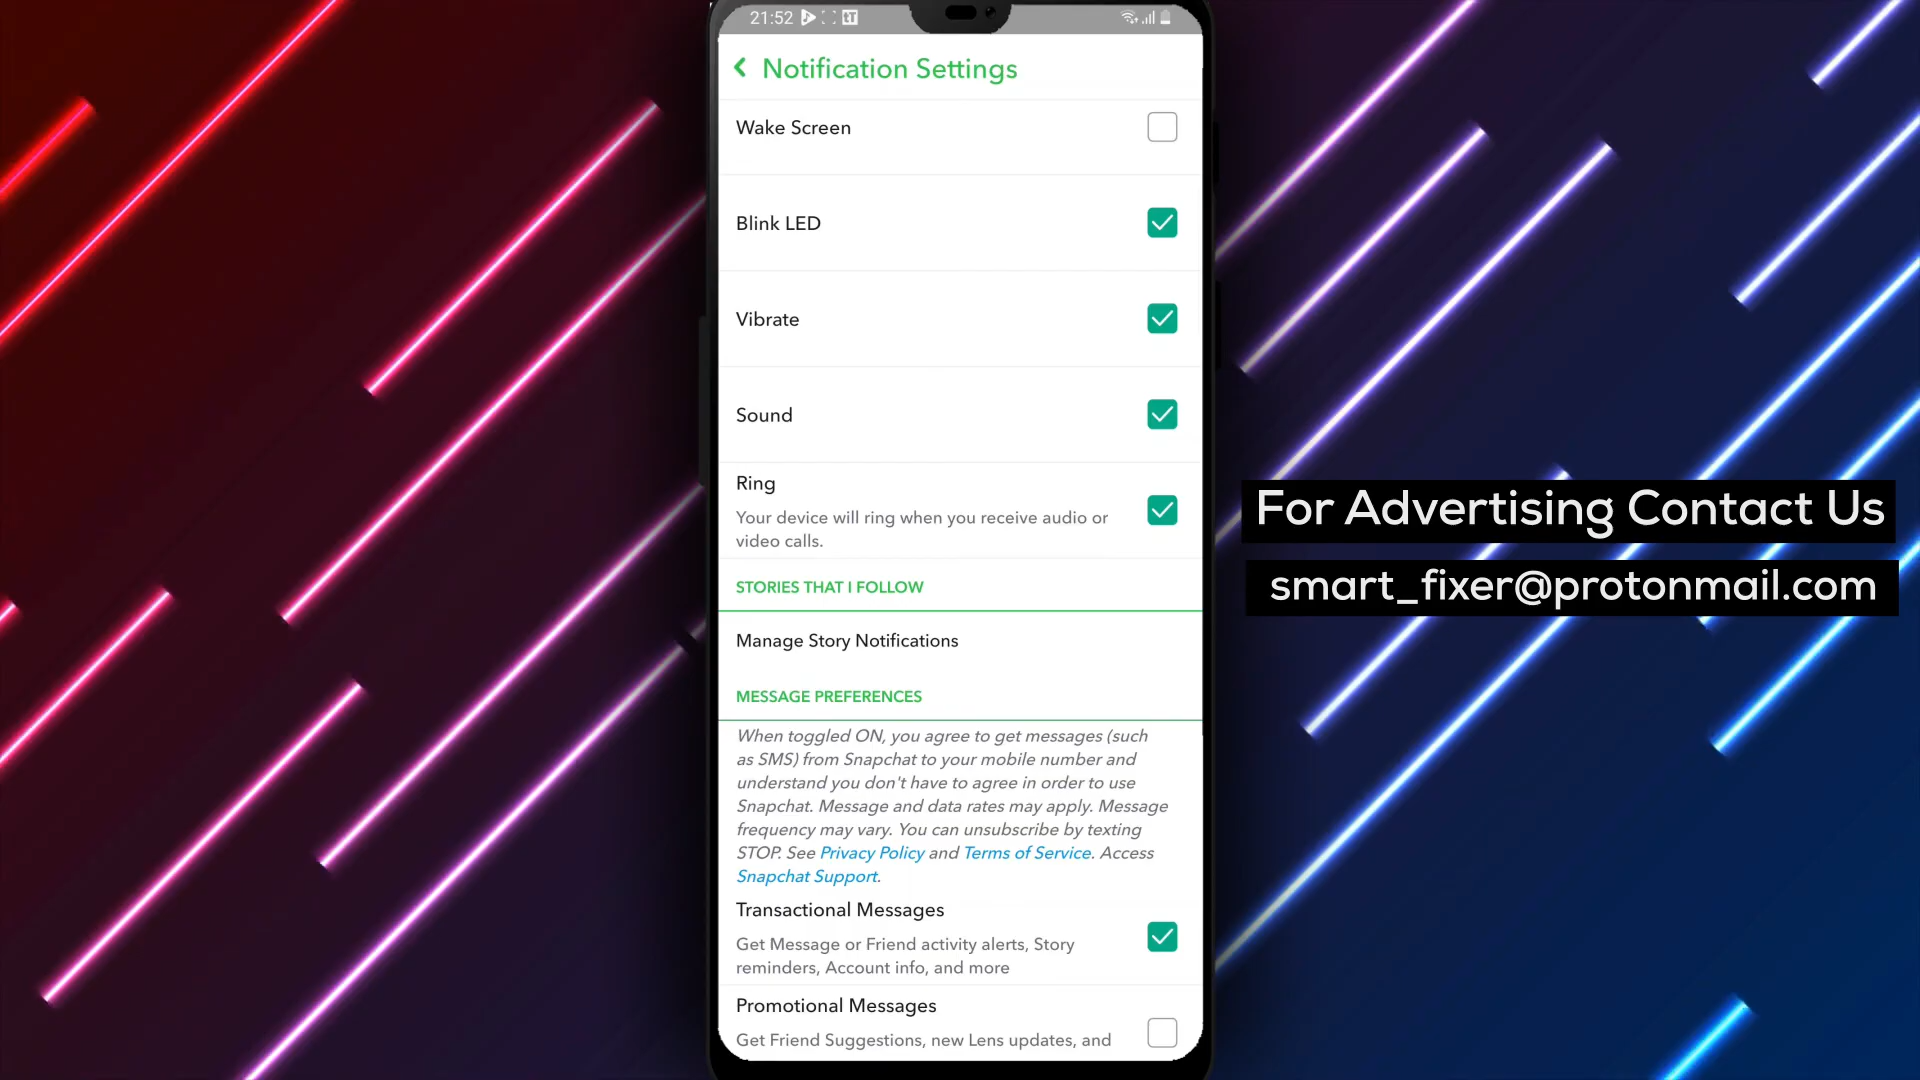 21:52
Notification Settings
Wake Screen
Blink LED
Vibrate
Sound
Ring
Your device will ring when you receive audio or
video calls.
STORIES THAT I FOLLOW
Manage Story Notifications
MESSAGE PREFERENCES
When toggled ON, you agree to get messages (such
as SMS) from Snapchat to your mobile number and
understand you don't have to agree in order to use
Snapchat. Message and data rates may apply. Message
frequency may vary. You can unsubscribe by texting
STOP. See Privacy Policy and Terms of Service. Access
Snapchat Support.
Transactional Messages
Get Message or Friend activity alerts, Story
reminders, Account info, and more
Promotional Messages
Get Friend Suggestions, new Lens updates, and
For Advertising Contact Us
smart_fixer@protonmail.com